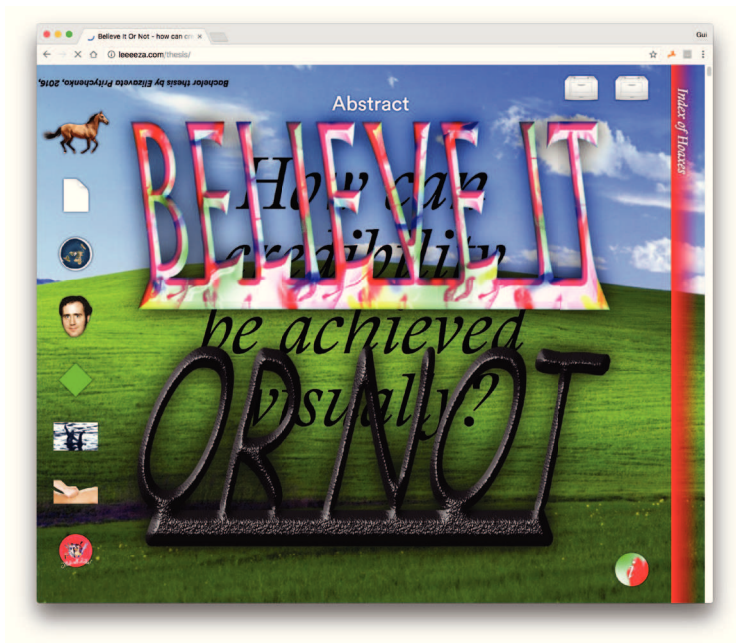 Believe It Or Not - how can cre
Gui
leeeeza.com/thesis/
Bachelor thesis by Elizaveta Pritychenko, 2016,
Abstract
Index of Hoaxes
BELIEVE IT
How can
credibility
be achieved
visually?
OR NOT